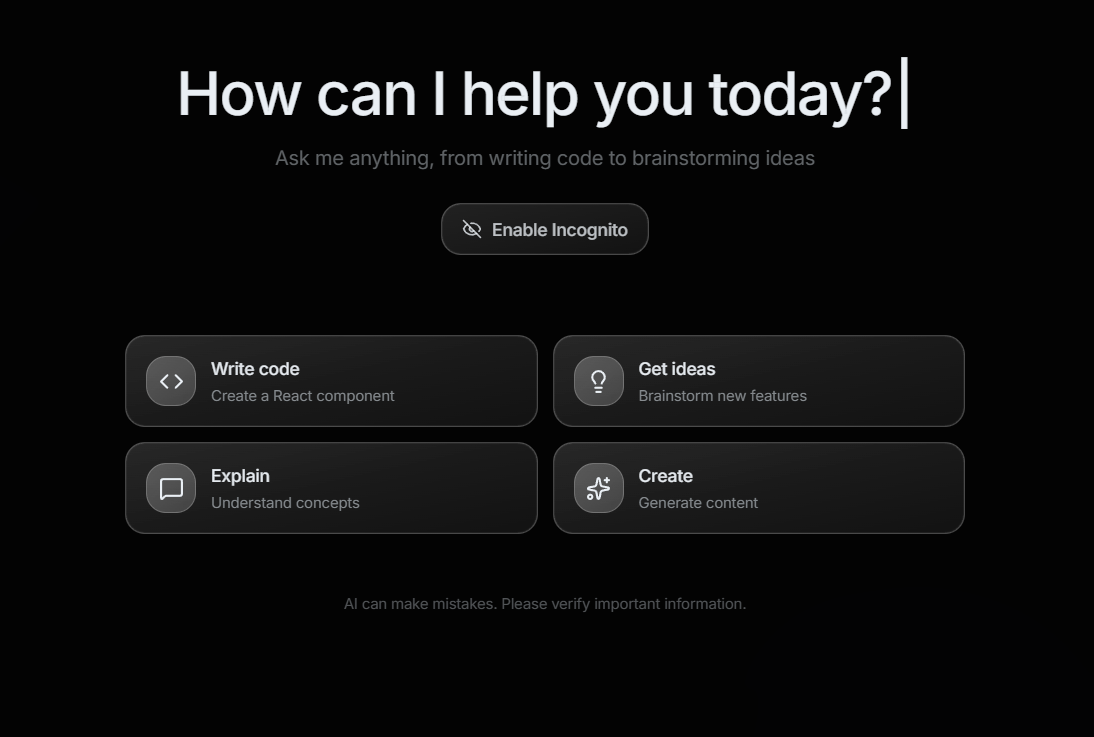 How can I help you today?
Ask me anything, from writing code to brainstorming ideas
Enable Incognito
Write code
Create a React component
Get ideas
Brainstorm new features
Explain
Understand concepts
Create
Generate content
AI can make mistakes. Please verify important information.